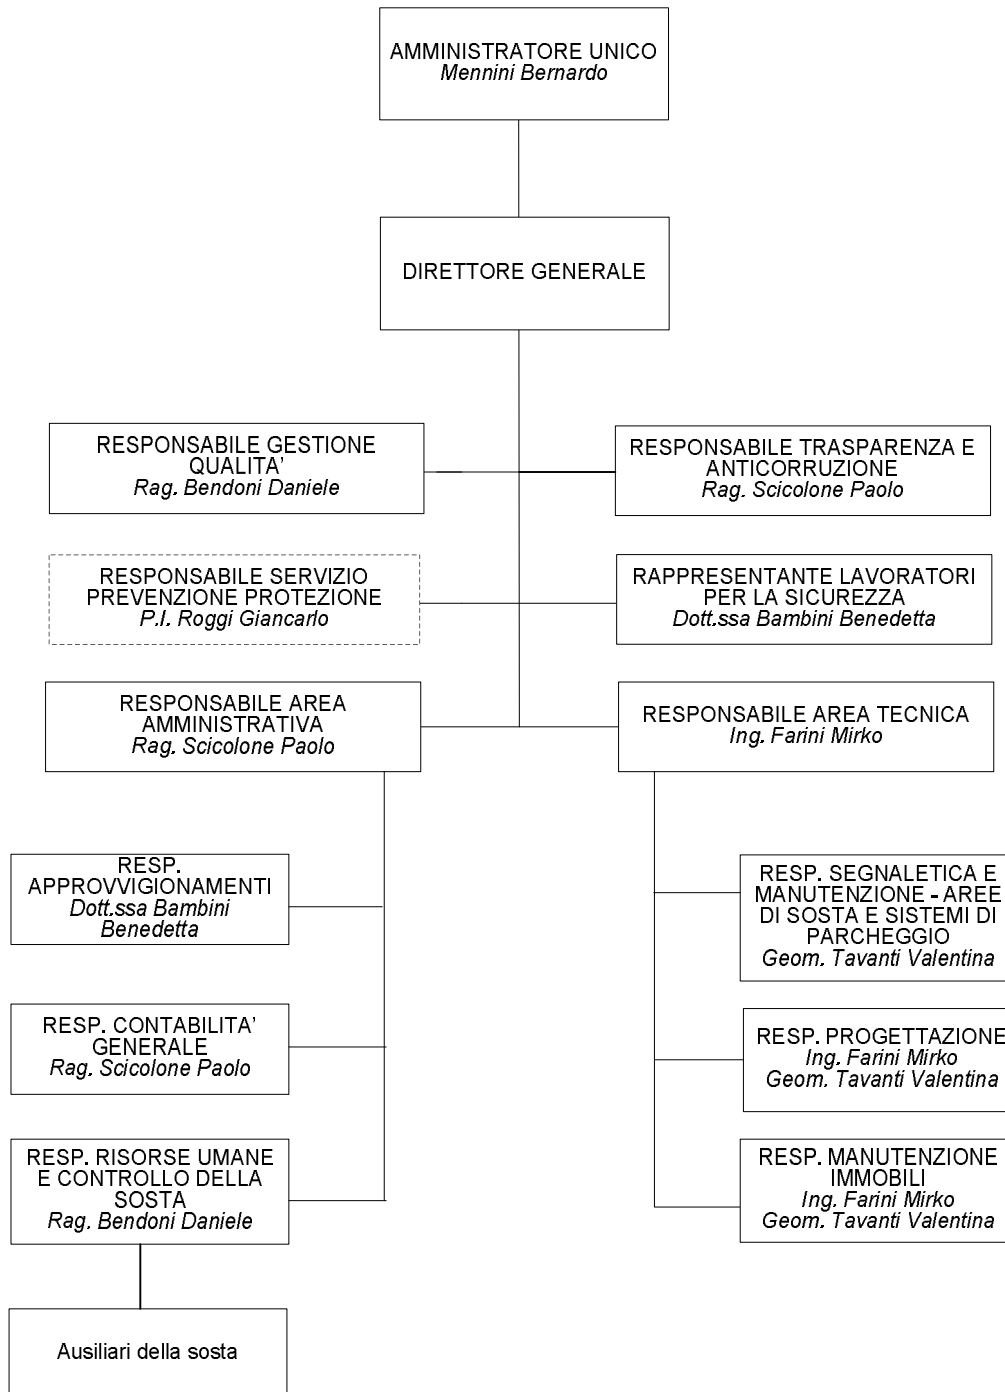 AMMINISTRATORE UNICO
Mennini Bernardo
DIRETTORE GENERALE
RESPONSABILE GESTIONE
QUALITA'
Rag. Bendoni Daniele
RESPONSABILE TRASPARENZA E
ANTICORRUZIONE
Rag. Scicolone Paolo
RESPONSABILE SERVIZIO
PREVENZIONE PROTEZIONE
P.I. Roggi Giancarlo
RAPPRESENTANTE LAVORATORI
PER LA SICUREZZA
Dott.ssa Bambini Benedetta
RESPONSABILE AREA
AMMINISTRATIVA
Rag. Scicolone Paolo
RESPONSABILE AREA TECNICA
Ing. Farini Mirko
RESP.
APPROVVIGIONAMENTI
Dott.ssa Bambini
Benedetta
RESP. SEGNALETICA E
MANUTENZIONE - AREE
DI SOSTA E SISTEMI DI
PARCHEGGIO
Geom. Tavanti Valentina
RESP. CONTABILITA'
GENERALE
Rag. Scicolone Paolo
RESP. PROGETTAZIONE
Ing. Farini Mirko
Geom. Tavanti Valentina
RESP. RISORSE UMANE
E CONTROLLO DELLA
SOSTA
Rag. Bendoni Daniele
RESP. MANUTENZIONE
IMMOBILI
Ing. Farini Mirko
Geom. Tavanti Valentina
Ausiliari della sosta